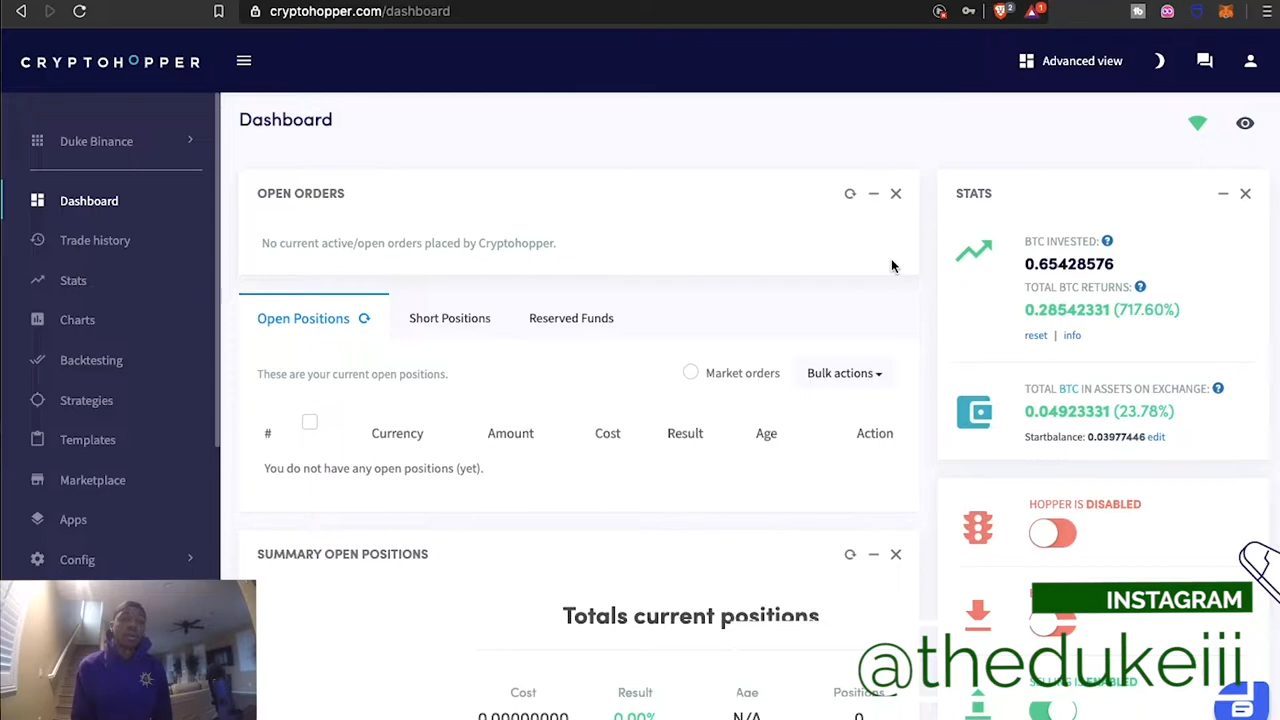 cryptohopper.com/dashboard
2
1
CRYPTOHOPPER
Advanced view
Duke Binance
Dashboard
Trade history
Stats
Charts
Backtesting
Strategies
Templates
Marketplace
Apps
Config
Dashboard
OPEN ORDERS
No current active/open orders placed by Cryptohopper.
Open Positions
Short Positions
Reserved Funds
These are your current open positions.
Market orders
Bulk actions
# Currency Amount Cost Result Age Action
You do not have any open positions (yet).
SUMMARY OPEN POSITIONS
Totals current positions
Cost Result Age Positions
0.00000000 0.00% N/A 0
STATS
BTC INVESTED:
0.65428576
TOTAL BTC RETURNS:
0.28542331 (717.60%)
reset | info
TOTAL BTC IN ASSETS ON EXCHANGE:
0.04923331 (23.78%)
Startbalance: 0.03977446 edit
HOPPER IS DISABLED
INSTAGRAM
@thedukeiii
SELLING IS ENABLED